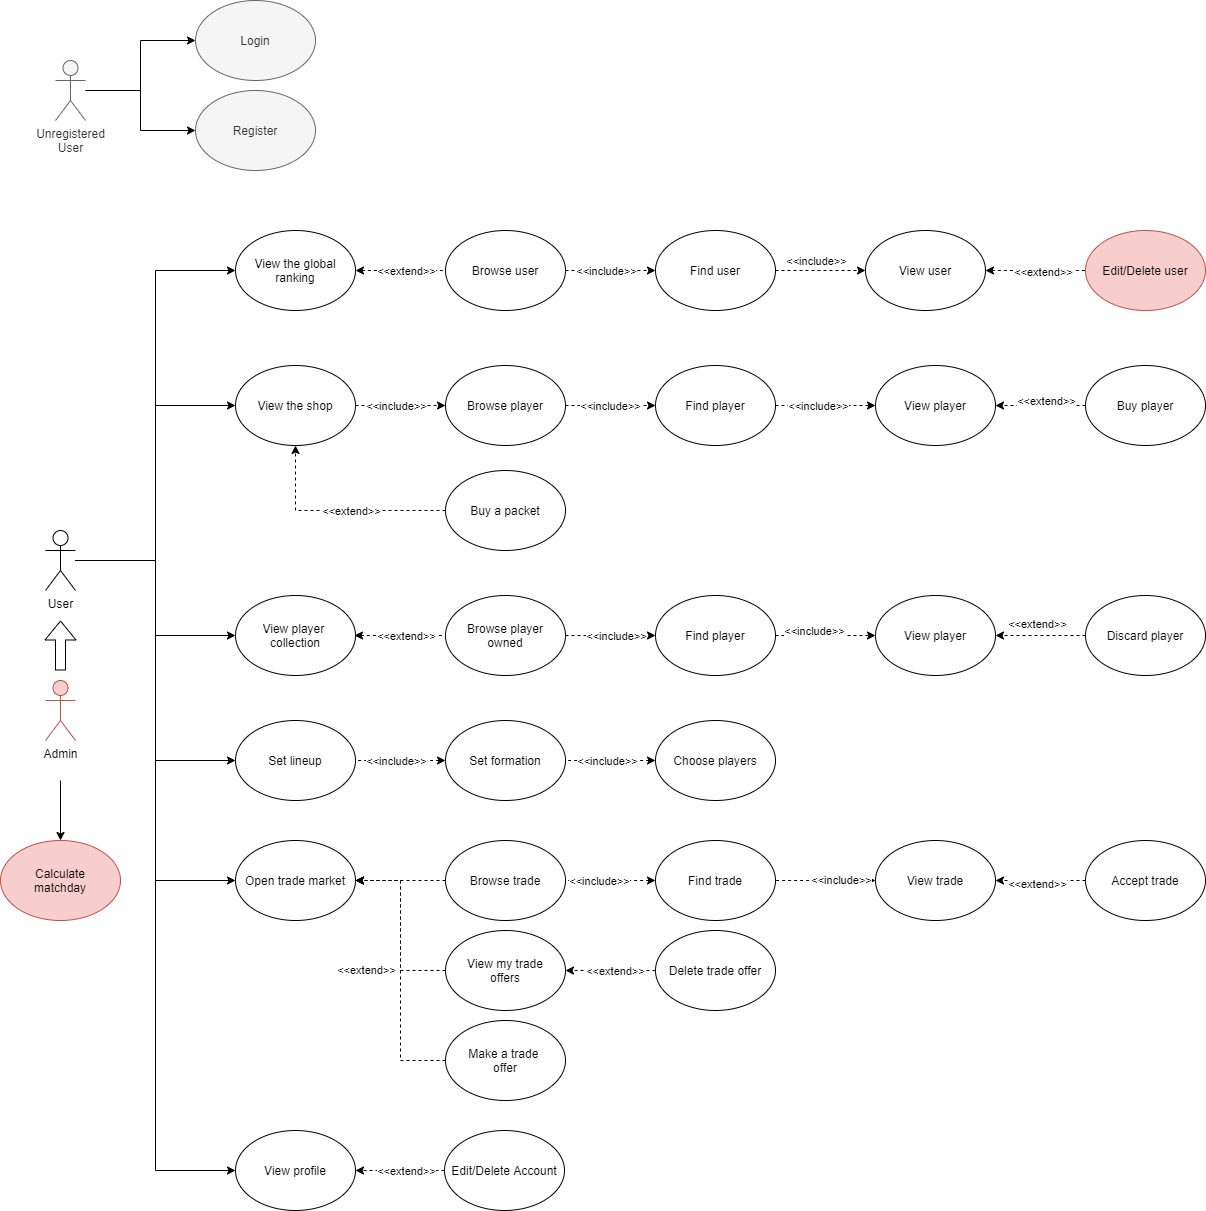 Login
Unregistered
User
Register
View the global
ranking
<<extend>>
Browse user
<<include>>
Find user
<<include>>
View user
<<extend>>
Edit/Delete user
View the shop
<<include>>
Browse player
<<include>>
Find player
<<include>>
View player
<<extend>>
Buy player
<<extend>>
Buy a packet
User
View player
collection
<<extend>>
Browse player
owned
<<include>>
Find player
<<include>>
View player
<<extend>>
Discard player
Admin
Set lineup
<<include>>
Set formation
<<include>>
Choose players
Calculate
matchday
Open trade market
Browse trade
<<include>>
Find trade
<<include>>
View trade
<<extend>>
Accept trade
<<extend>>
View my trade
offers
<<extend>>
Delete trade offer
Make a trade
offer
View profile
<<extend>>
Edit/Delete Account